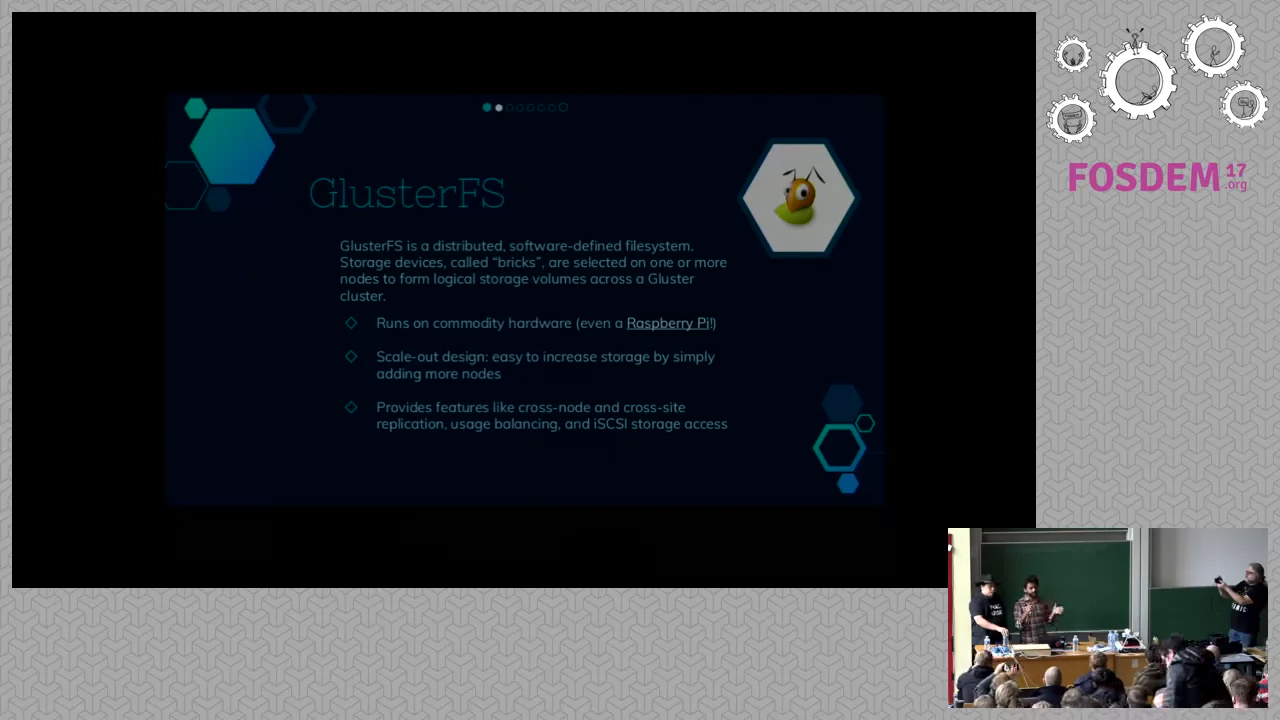 GlusterFS
GlusterFS is a distributed, software-defined filesystem.
Storage devices, called “bricks”, are selected on one or more
nodes to form logical storage volumes across a Gluster
cluster.
Runs on commodity hardware (even a Raspberry Pi!)
Scale-out design: easy to increase storage by simply
adding more nodes
Provides features like cross-node and cross-site
replication, usage balancing, and iSCSI storage access
FOSDEM 17
.org